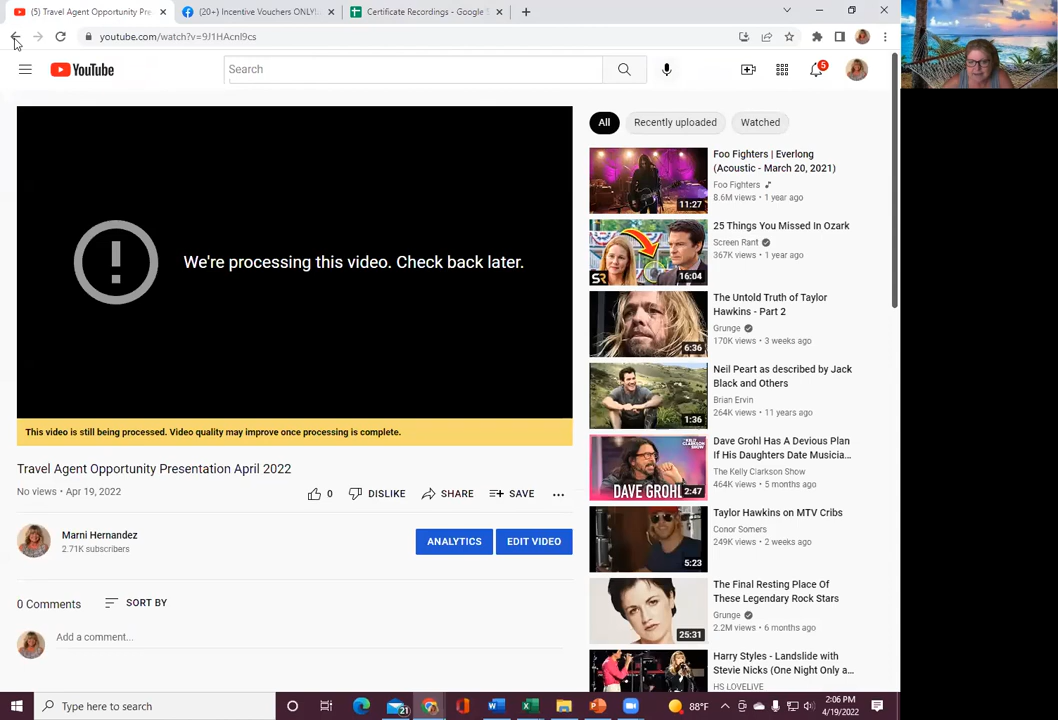 (5) Travel Agent Opportunity Pre
(20+) Incentive Vouchers ONLY!
Certificate Recordings - Google S
youtube.com/watch?v=9J1HAcnI9cs
YouTube
Search
5
We're processing this video. Check back later.
This video is still being processed. Video quality may improve once processing is complete.
Travel Agent Opportunity Presentation April 2022
No views • Apr 19, 2022
0
DISLIKE
SHARE
SAVE
Marni Hernandez
2.71K subscribers
ANALYTICS
EDIT VIDEO
0 Comments
SORT BY
Add a comment...
All
Recently uploaded
Watched
11:27
Foo Fighters | Everlong
(Acoustic - March 20, 2021)
Foo Fighters
8.6M views • 1 year ago
SR
16:04
25 Things You Missed In Ozark
Screen Rant
367K views • 1 year ago
6:36
The Untold Truth of Taylor
Hawkins - Part 2
Grunge
170K views • 3 weeks ago
1:36
Neil Peart as described by Jack
Black and Others
Brian Ervin
264K views • 11 years ago
DAVE GROHL
2:47
Dave Grohl Has A Devious Plan
If His Daughters Date Musicia...
The Kelly Clarkson Show
464K views • 5 months ago
5:23
Taylor Hawkins on MTV Cribs
Conor Somers
249K views • 2 weeks ago
25:31
The Final Resting Place Of
These Legendary Rock Stars
Grunge
2.2M views • 6 months ago
Harry Styles - Landslide with
Stevie Nicks (One Night Only a...
HS LOVELIVE
Type here to search
21
88°F
2:06 PM
4/19/2022